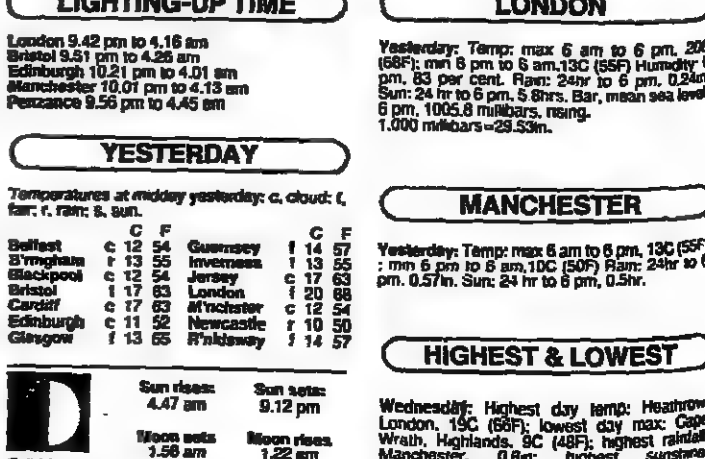 LIGHTING-UP TIME
London 9.42 pm to 4.16 am
Bristol 9.51 pm to 4.26 am
Edinburgh 10.21 pm to 4.01 am
Manchester 10.01 pm to 4.13 am
Penzance 9.56 pm to 4.45 am
YESTERDAY
Temperatures at midday yesterday: c, cloud: f,
fair: r, rain: s, sun.
C F
Belfast c 12 54
B'rmgham r 13 55
Blackpool c 12 54
Bristol f 17 63
Cardiff c 17 63
Edinburgh c 11 52
Glasgow f 13 55
C F
Guernsey f 14 57
Inverness f 13 55
Jersey c 17 63
London f 20 68
M'nchster c 12 54
Newcastle r 10 50
R'nldsway f 14 57
Sun rises: Sun sets:
4.47 am 9.12 pm
Moon sets Moon rises
1.56 am 1.22 am
LONDON
Yesterday: Temp: max 6 am to 6 pm, 20C
(68F); min 6 pm to 6 am, 13C (55F) Humidity
pm, 83 per cent. Rain: 24hr to 6 pm, 0.24in
Sun: 24 hr to 6 pm, 5.8hrs. Bar, mean sea level
6 pm, 1005.8 millibars, rising.
1.000 millibars=29.53in.
MANCHESTER
Yesterday: Temp: max 6 am to 6 pm, 13C (55F
; min 6 pm to 6 am, 10C (50F) Rain: 24hr to 6
pm. 0.57in. Sun: 24 hr to 6 pm, 0.5hr.
HIGHEST & LOWEST
Wednesday: Highest day temp: Heathrow
London, 19C (66F); lowest day max: Cape
Wrath, Highlands, 9C (48F); highest rainfall
Manchester, highest sunshine